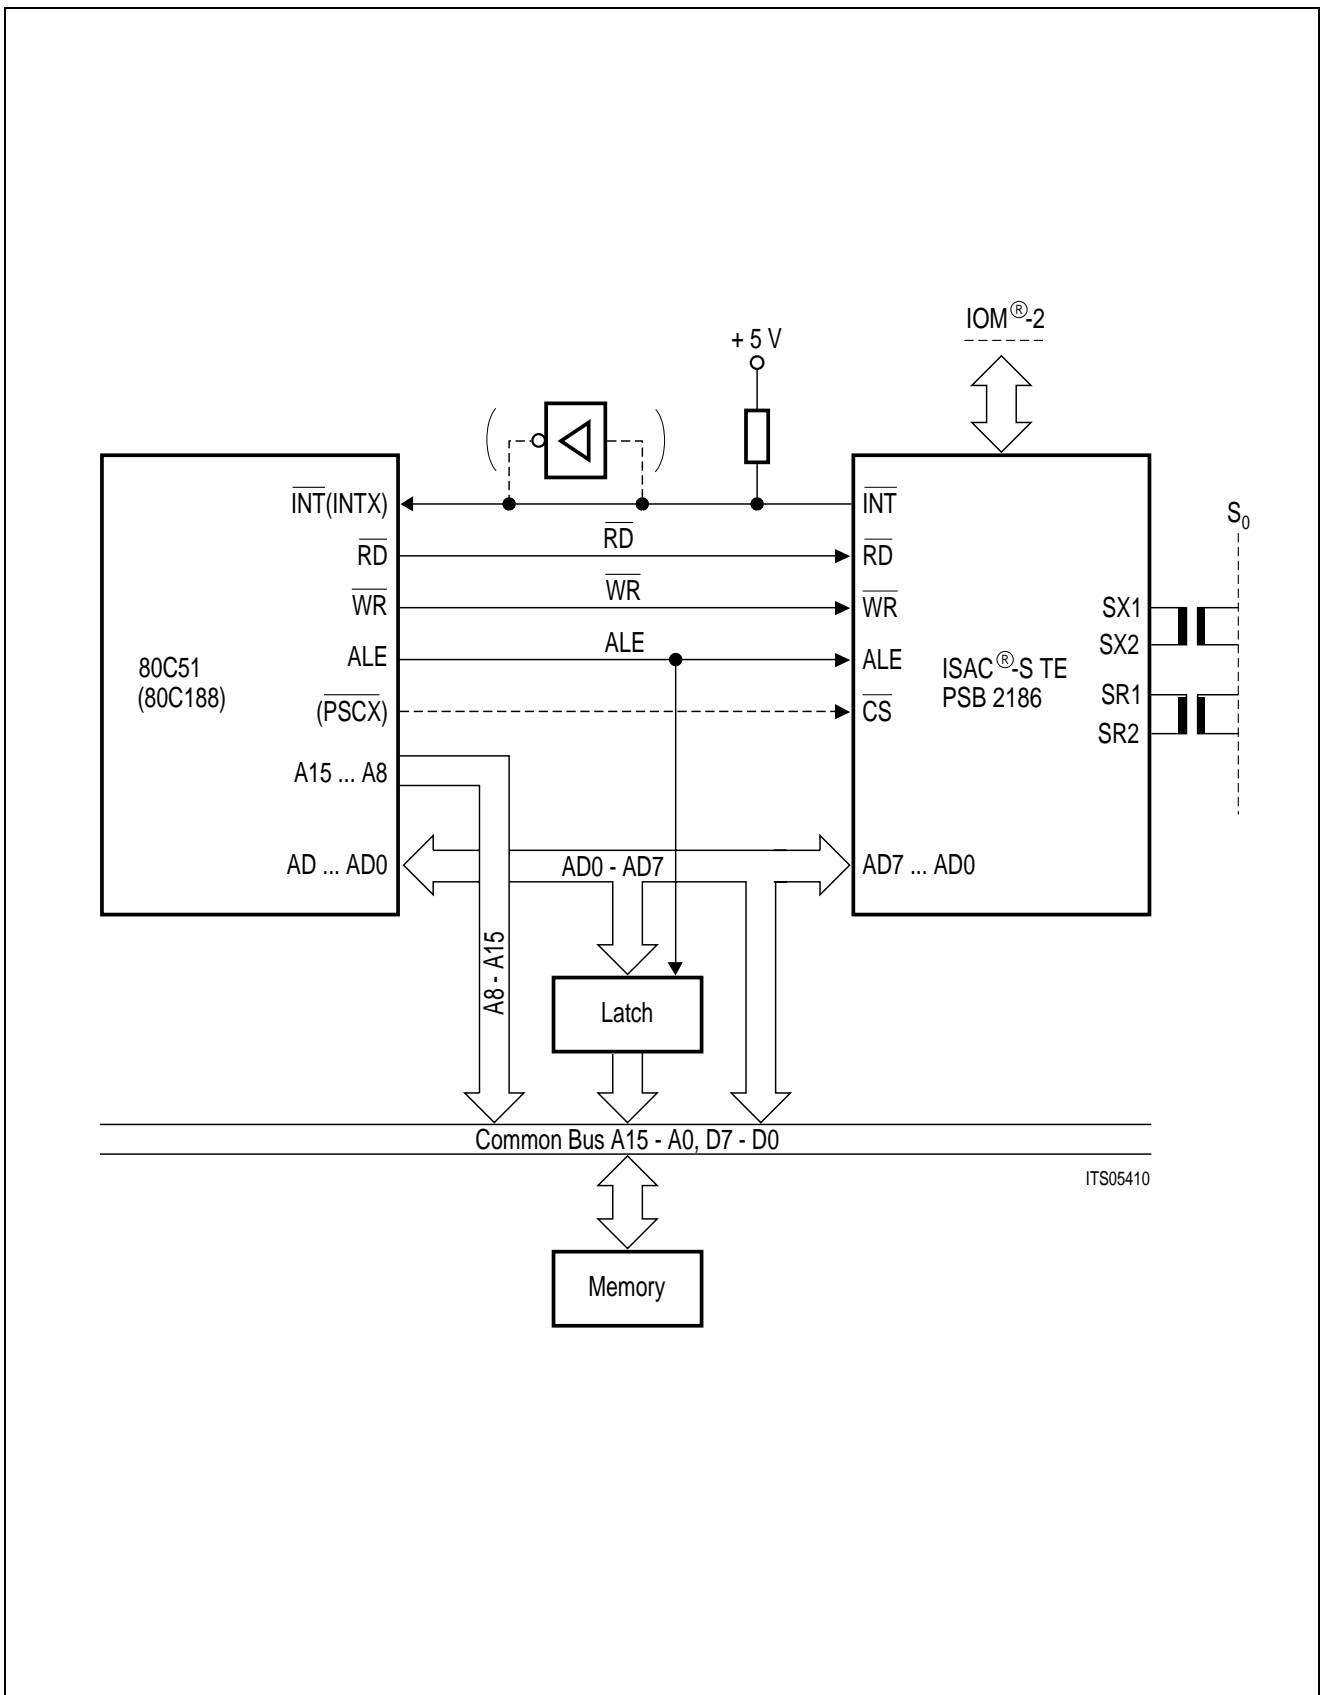 IOM®-2
+ 5 V
INT(INTX)
INT
S0
RD
RD
RD
WR
WR
WR
SX1
SX2
ALE
ALE
ALE
80C51
(80C188)
ISAC®-S TE
PSB 2186
SR1
SR2
(PSCX)
CS
A15 ... A8
AD ... AD0
AD0 - AD7
AD7 ... AD0
A8 - A15
Latch
Common Bus A15 - A0, D7 - D0
ITS05410
Memory